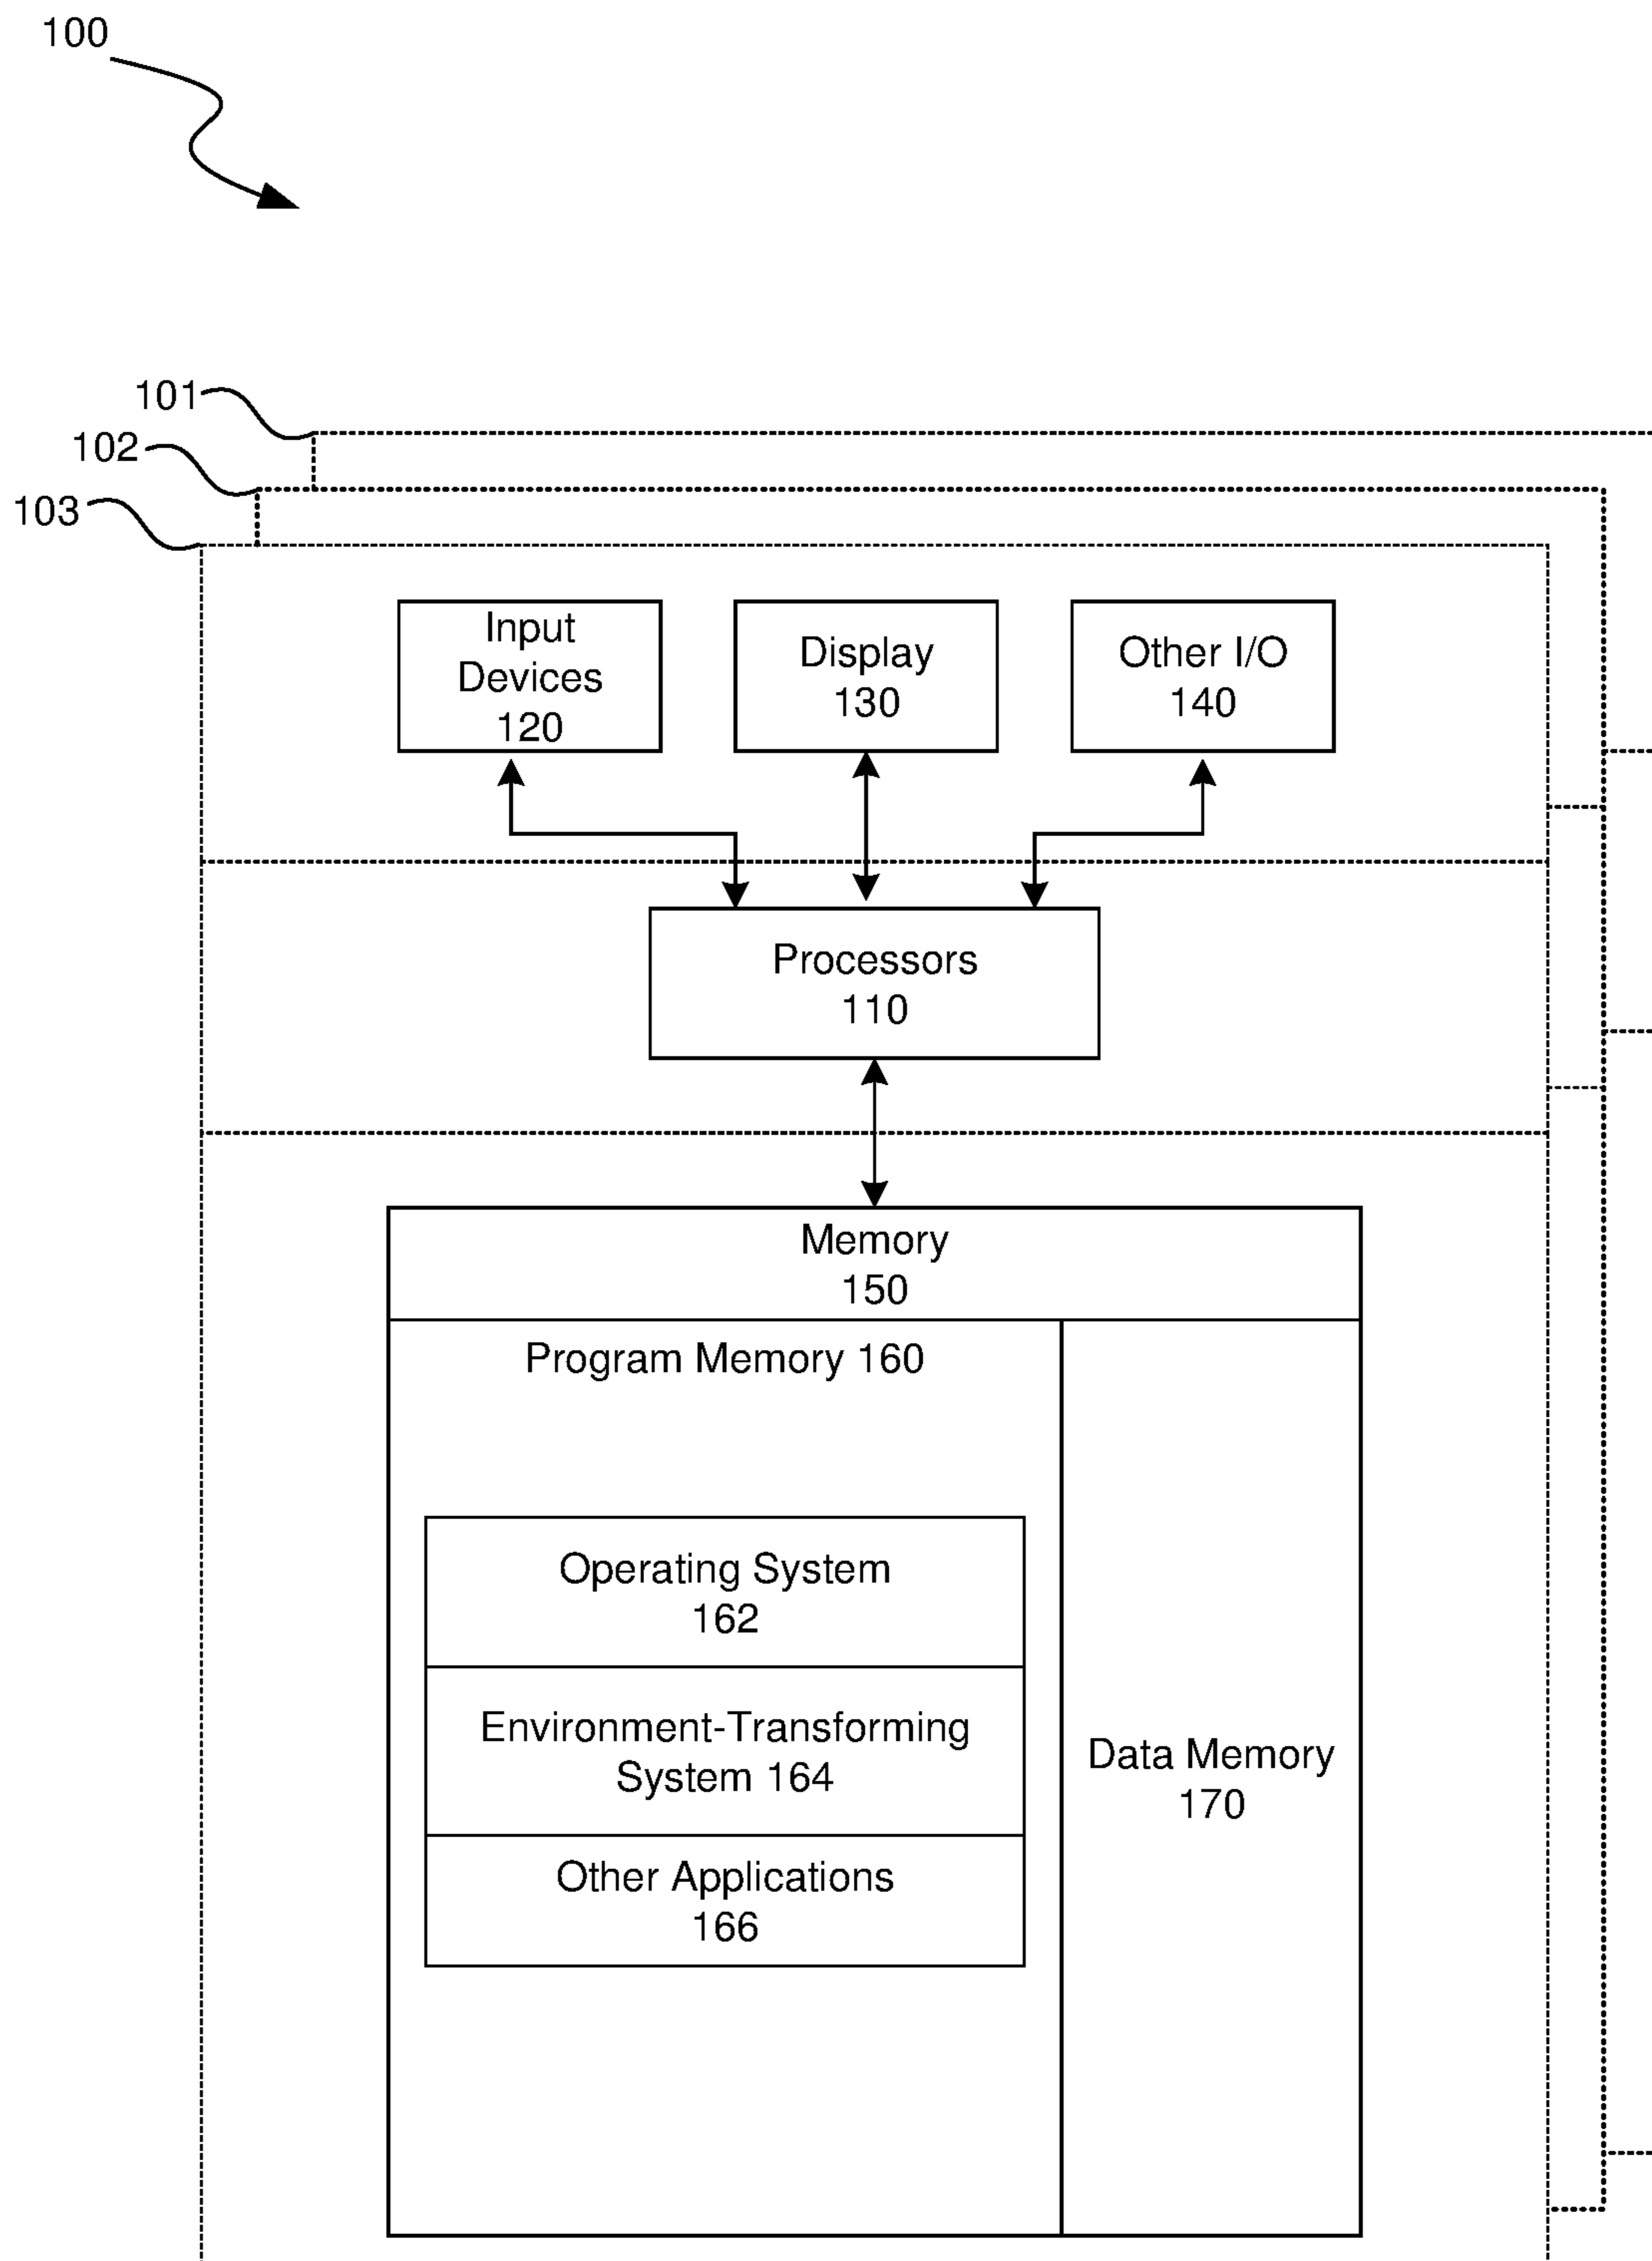 100
101
102
103
Input
Devices
120
Display
130
Other I/O
140
Processors
110
Memory
150
Program Memory 160
Operating System
162
Environment-Transforming
System 164
Other Applications
166
Data Memory
170